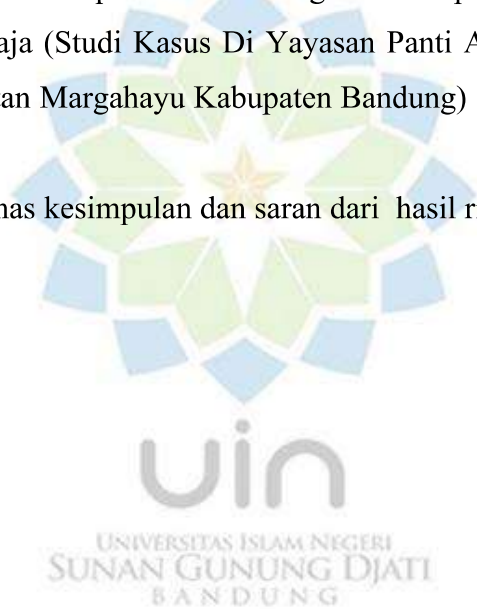 aja (Studi Kasus Di Yayasan Panti A
tan Margahayu Kabupaten Bandung)
nas kesimpulan dan saran dari hasil r
uin
UNIVERSITAS ISLAM NEGERI
SUNAN GUNUNG DJATI
BANDUNG